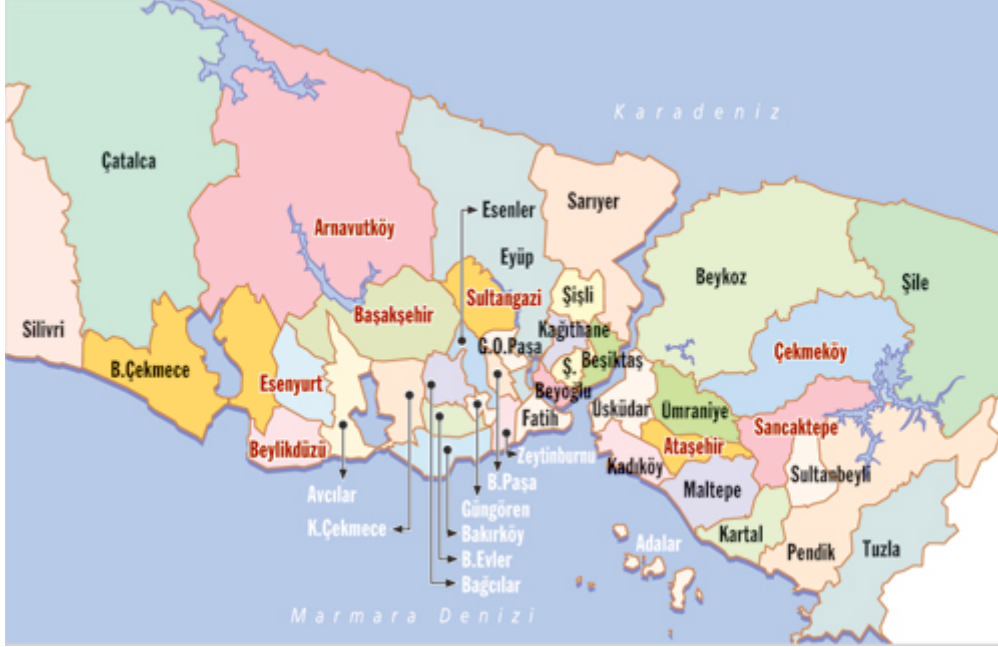 Karadeniz
Çatalca
Esenler
Sarıyer
Arnavutköy
Eyüp
Beykoz
Şile
Sultangazi
Şişli
Başakşehir
Silivri
Kağıthane
G.O.Paşa
Beşiktaş
Çekmeköy
B.Çekmece
Ş.
Esenyurt
Beyoğlu
Üsküdar
Ümraniye
Fatih
Sancaktepe
Beylikdüzü
Ataşehir
Zeytinburnu
Kadıköy
Sultanbeyli
B.Paşa
Maltepe
Avcılar
Güngören
K.Çekmece
Bakırköy
Kartal
Adalar
Pendik
Tuzla
B.Evler
Bağcılar
Marmara Denizi